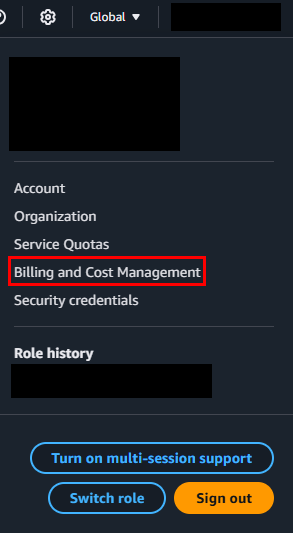 Global
Account
Organization
Service Quotas
Billing and Cost Management
Security credentials
Role history
Turn on multi-session support
Switch role
Sign out